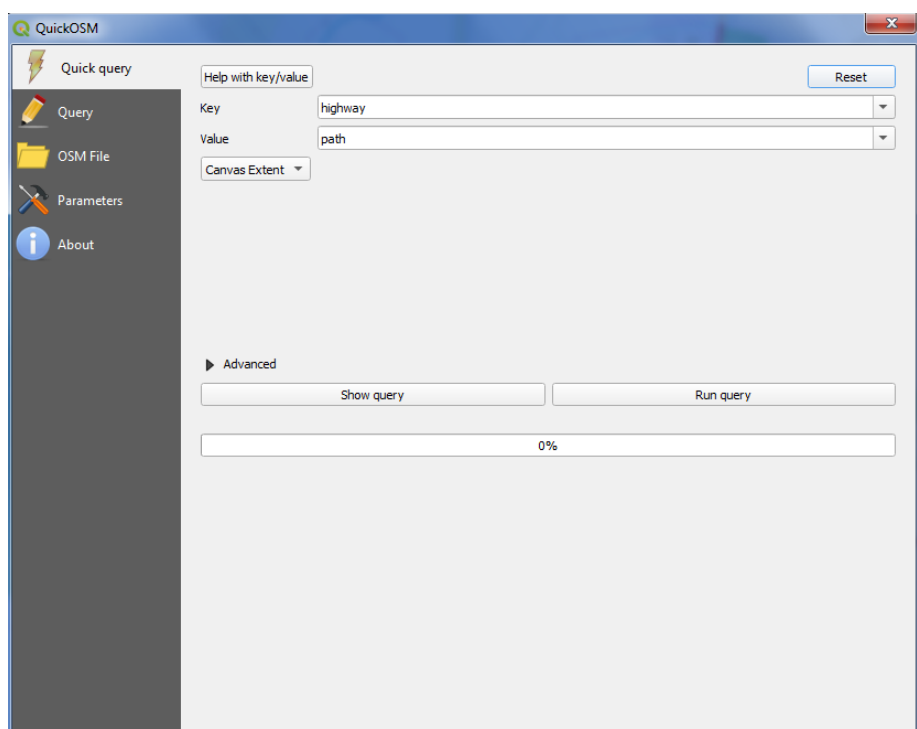 QuickOSM
Quick query
Query
OSM File
Parameters
About
Help with key/value
Reset
Key
highway
Value
path
Canvas Extent
Advanced
Show query
Run query
0%